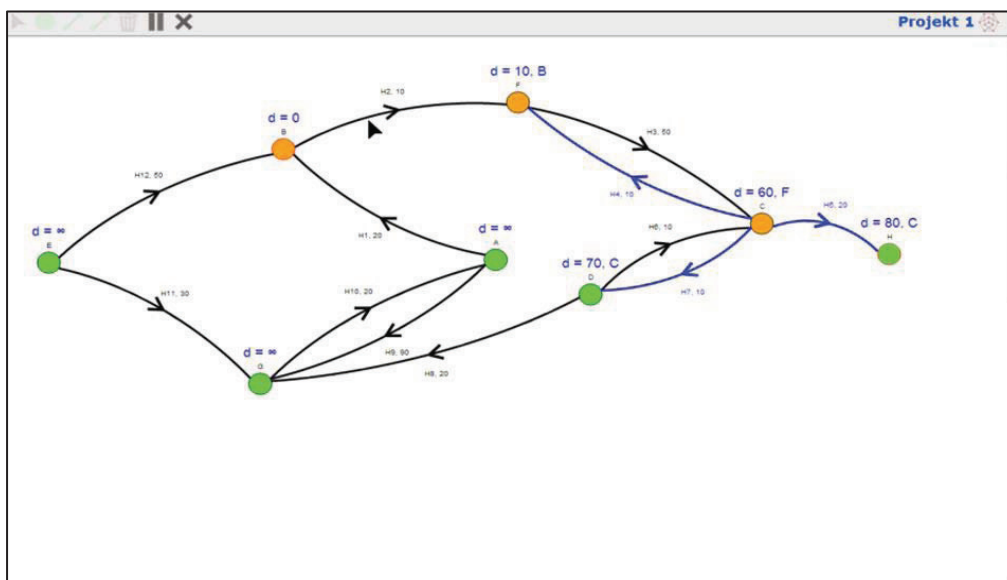 Projekt 1
d = 10, B
F
H2, 10
d = 0
B
H3, 50
H12, 50
H4, 10
d = 60, F
C
H5, 20
d = ∞
E
H1, 20
d = ∞
A
H6, 10
d = 80, C
H
d = 70, C
D
H7, 10
H10, 20
H11, 30
d = ∞
G
H9, 90
H8, 20